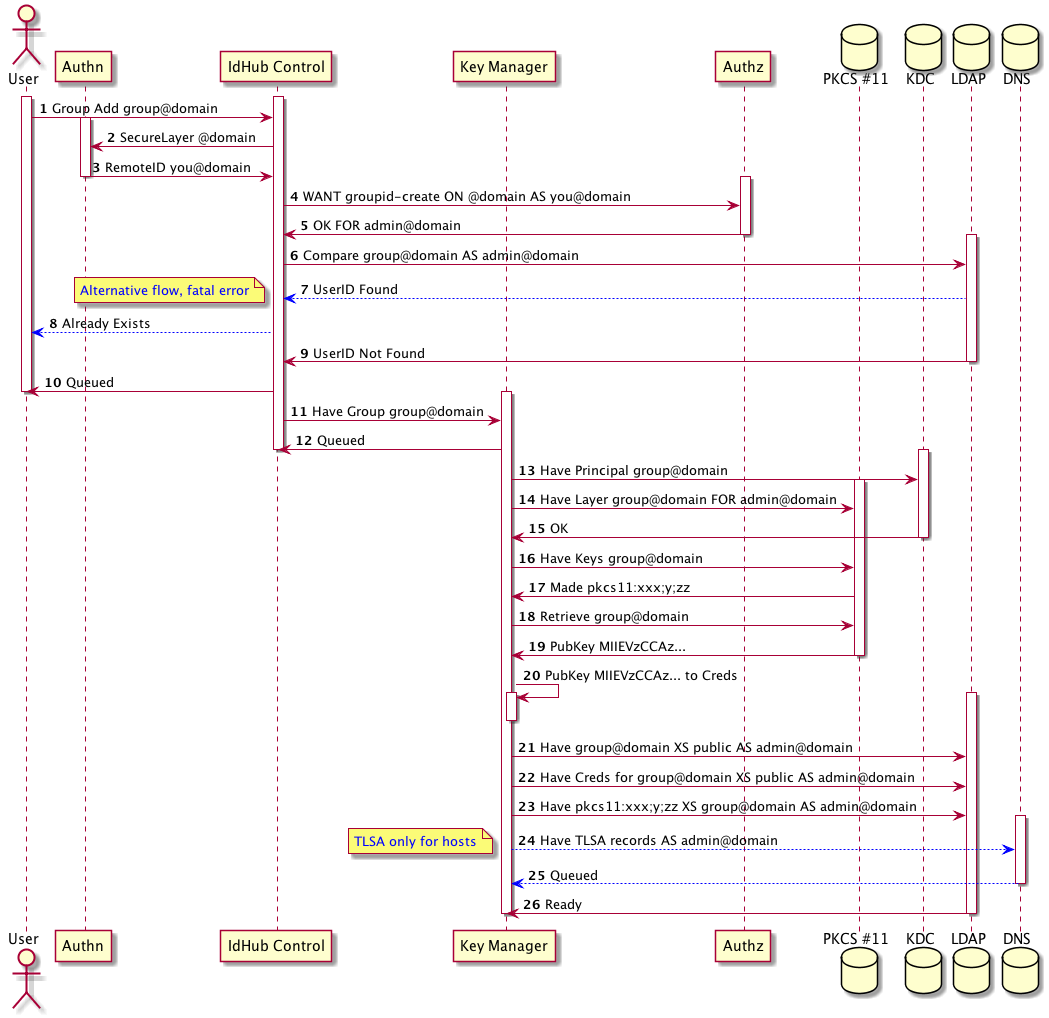 User
Authn
IdHub Control
Key Manager
Authz
PKCS #11
KDC
LDAP
DNS
1 Group Add group@domain
2 SecureLayer @domain
3 RemoteID you@domain
4 WANT groupid-create ON @domain AS you@domain
5 OK FOR admin@domain
6 Compare group@domain AS admin@domain
Alternative flow, fatal error
7 UserID Found
8 Already Exists
9 UserID Not Found
10 Queued
11 Have Group group@domain
12 Queued
13 Have Principal group@domain
14 Have Layer group@domain FOR admin@domain
15 OK
16 Have Keys group@domain
17 Made pkcs11:xxx;y;zz
18 Retrieve group@domain
19 PubKey MIIEVzCCAz...
20 PubKey MIIEVzCCAz... to Creds
21 Have group@domain XS public AS admin@domain
22 Have Creds for group@domain XS public AS admin@domain
23 Have pkcs11:xxx;y;zz XS group@domain AS admin@domain
TLSA only for hosts
24 Have TLSA records AS admin@domain
25 Queued
26 Ready
User
Authn
IdHub Control
Key Manager
Authz
PKCS #11
KDC
LDAP
DNS